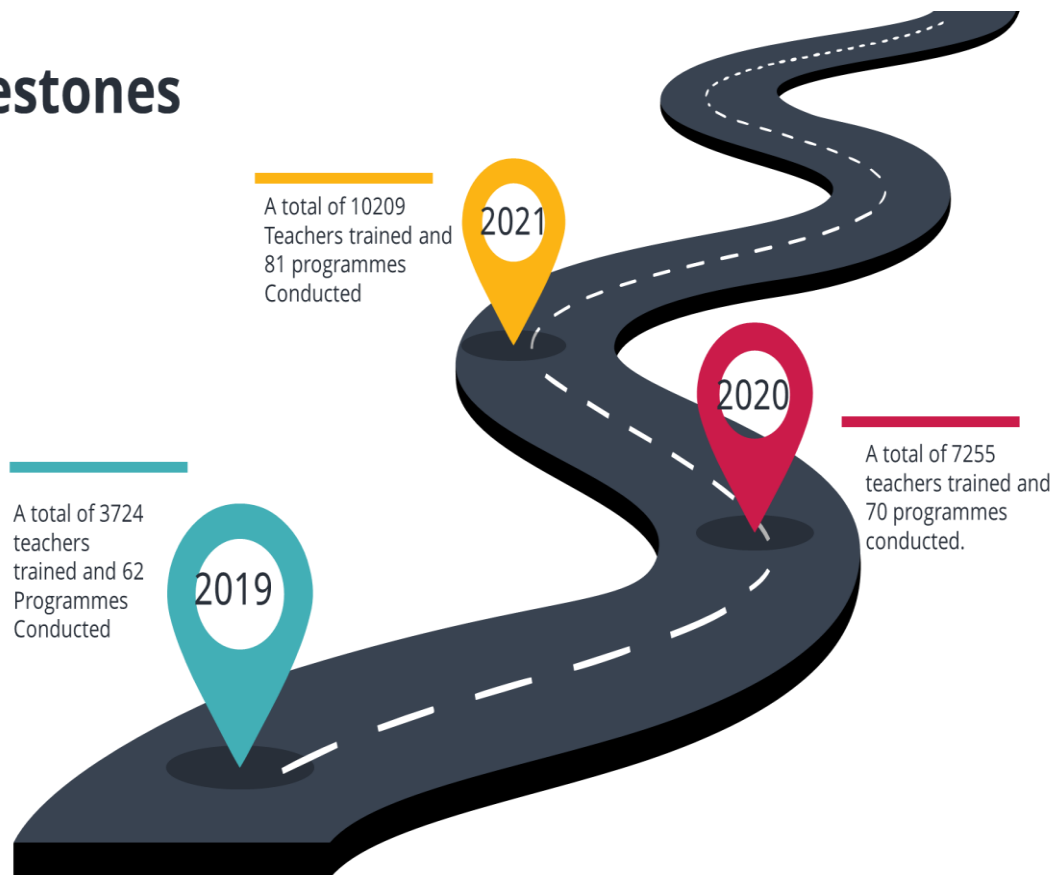 estones
A total of 10209
Teachers trained and
81 programmes
Conducted
2021
2020
A total of 7255
teachers trained and
70 programmes
conducted.
A total of 3724
teachers
trained and 62
Programmes
Conducted
2019